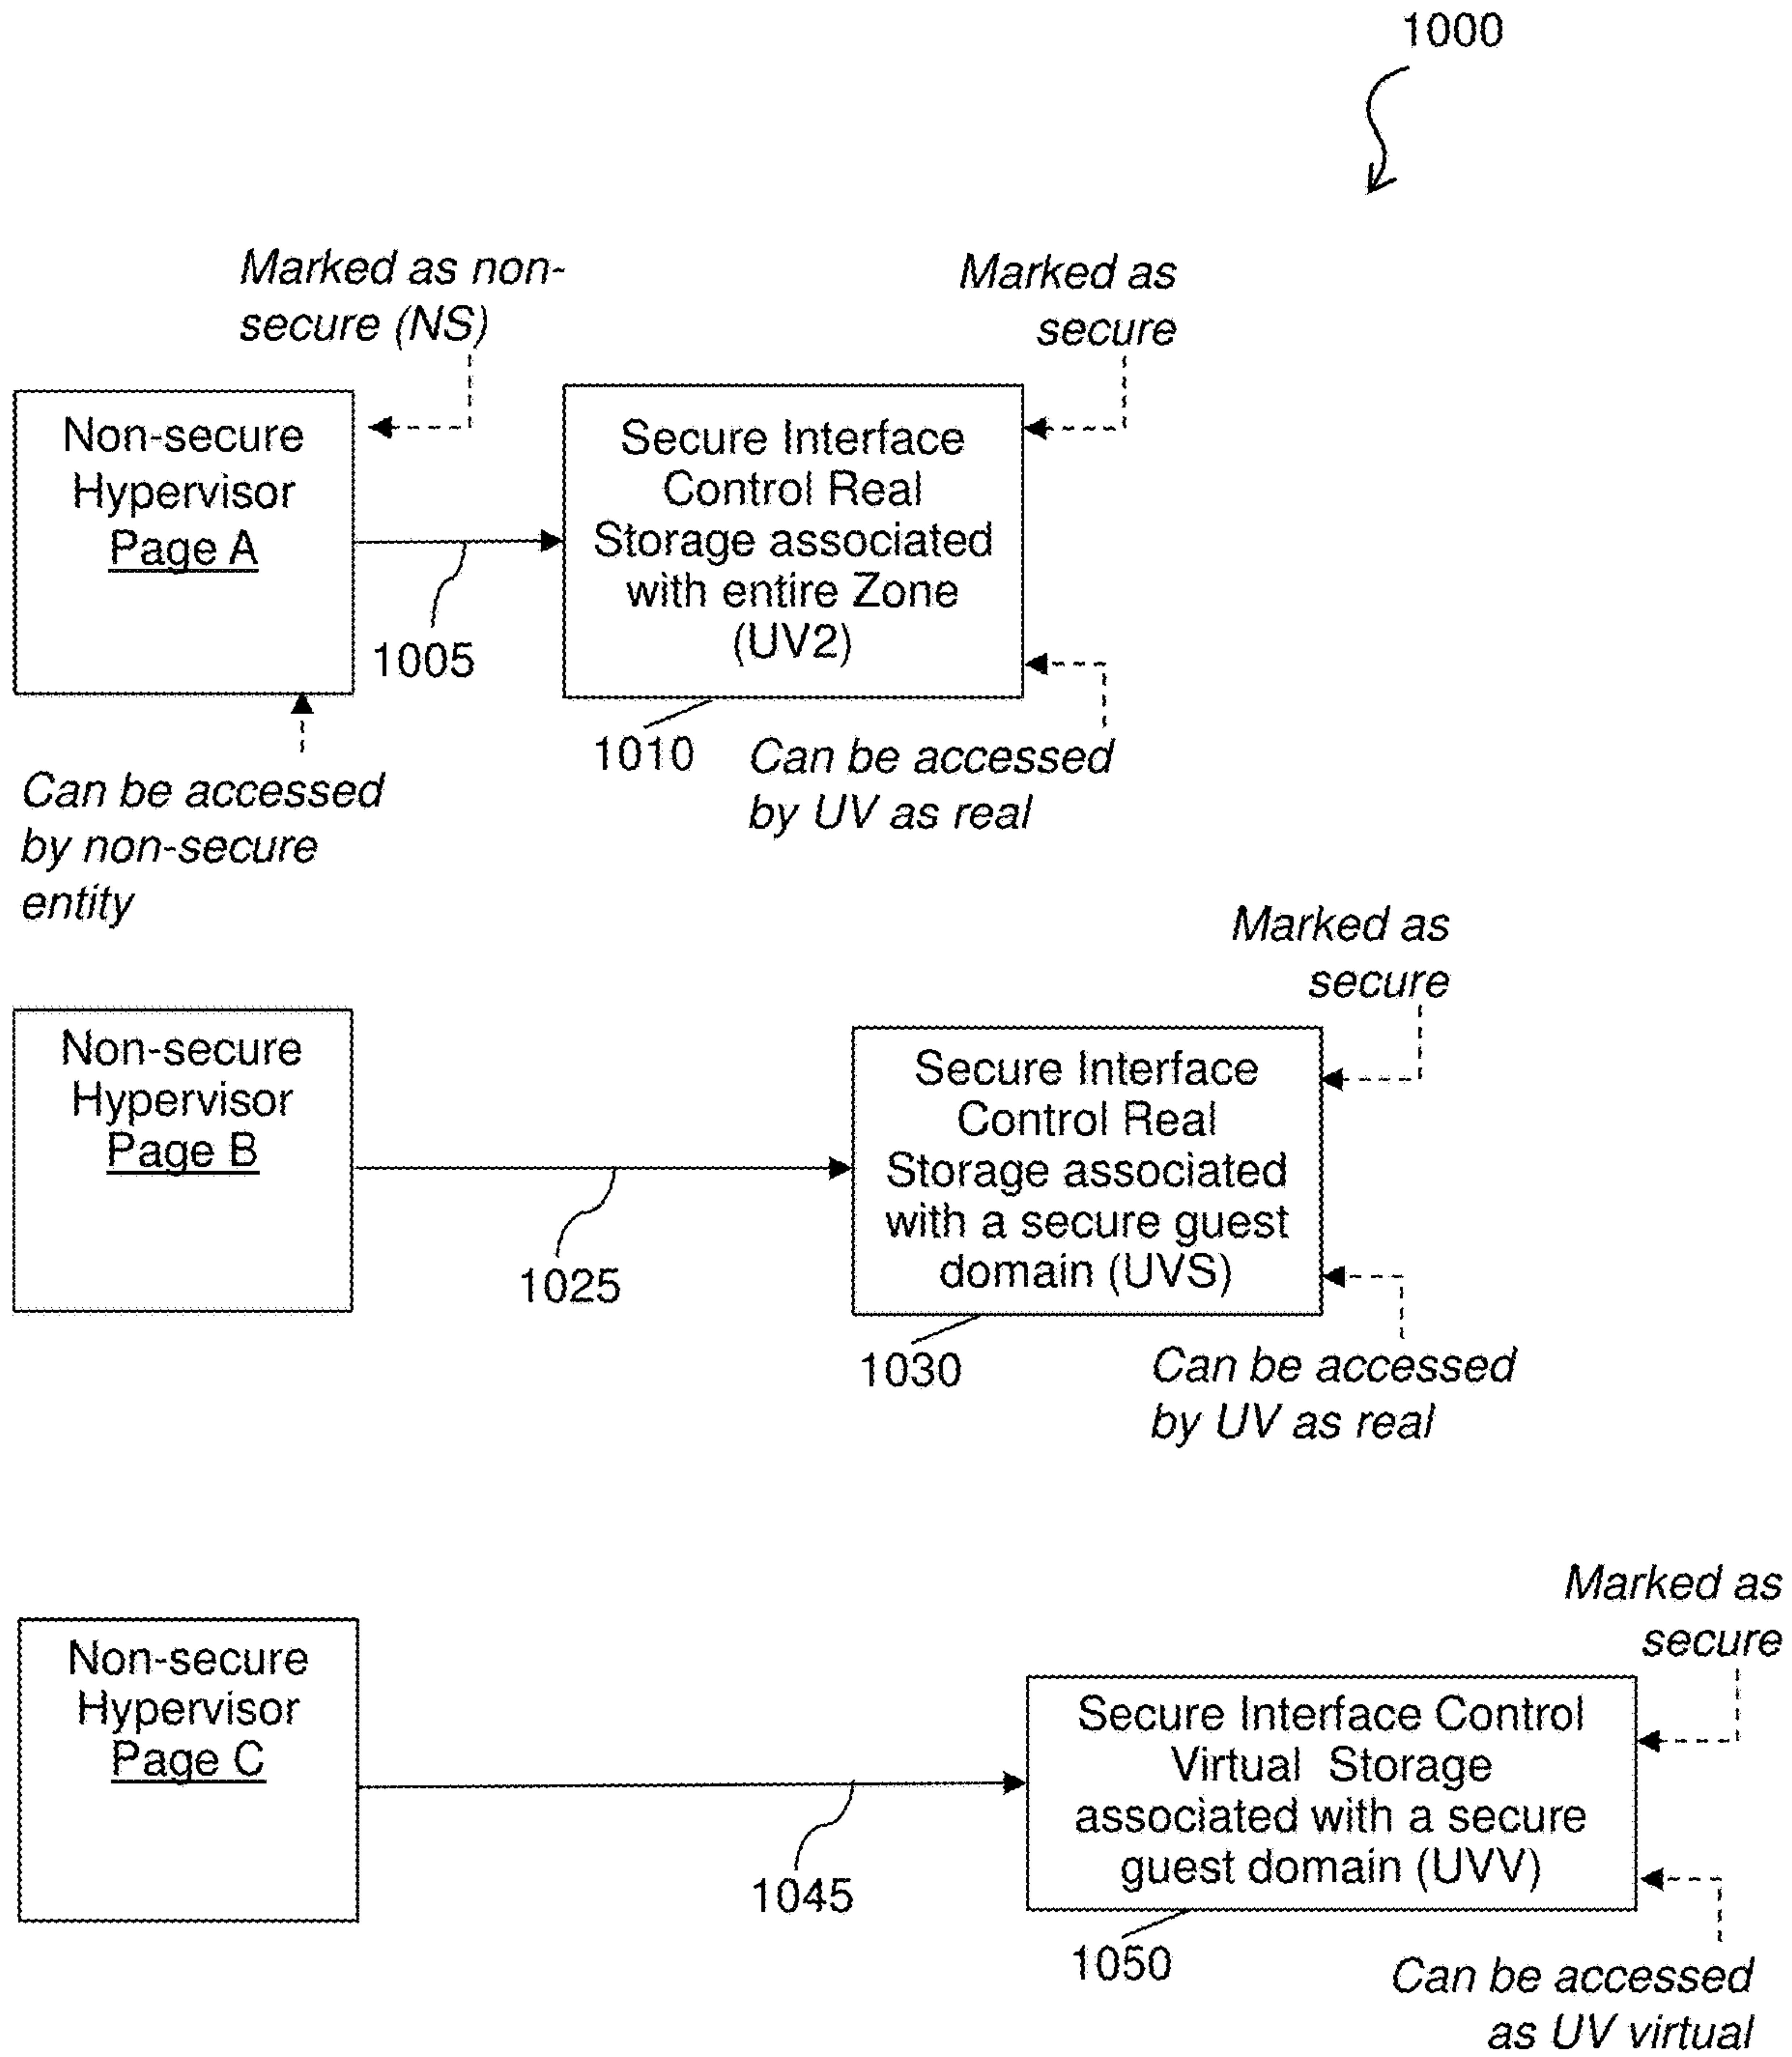 1000
Marked as non-
secure (NS)
Marked as
secure
Non-secure
Hypervisor
Page A
Secure Interface
Control Real
Storage associated
with entire Zone
(UV2)
1005
1010
Can be accessed
by UV as real
Can be accessed
by non-secure
entity
Marked as
secure
Non-secure
Hypervisor
Page B
Secure Interface
Control Real
Storage associated
with a secure guest
domain (UVS)
1025
1030
Can be accessed
by UV as real
Marked as
secure
Non-secure
Hypervisor
Page C
Secure Interface Control
Virtual Storage
associated with a secure
guest domain (UVV)
1045
1050
Can be accessed
as UV virtual